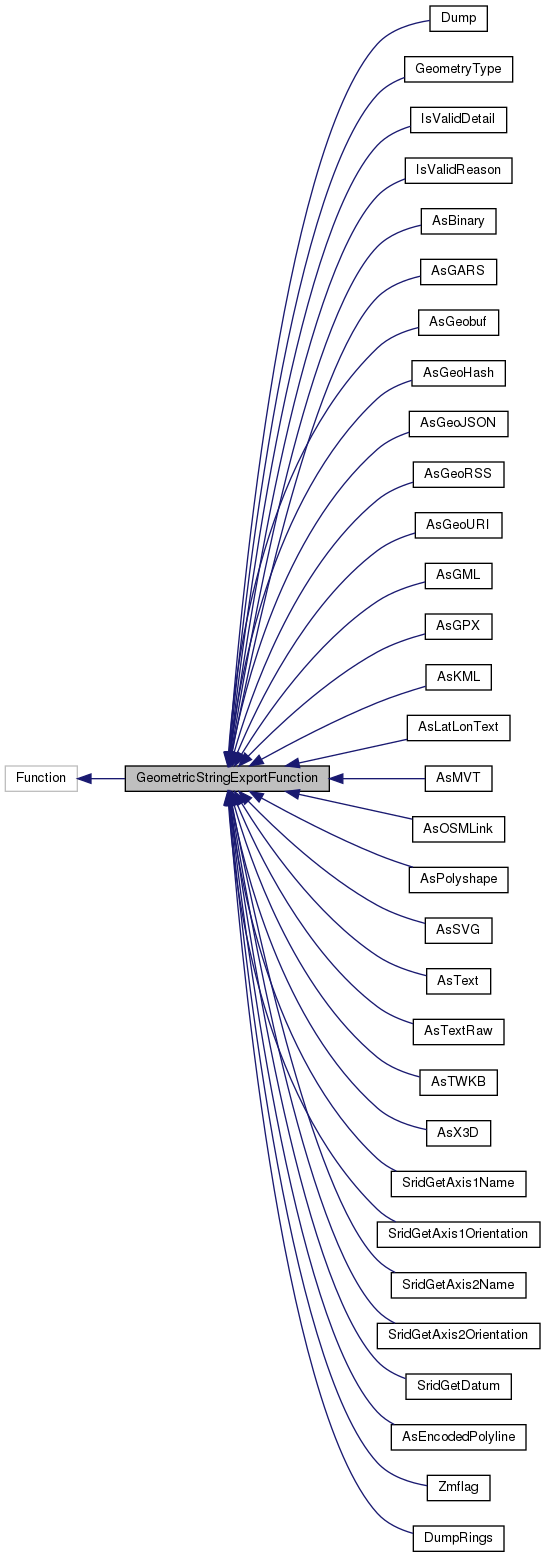 Dump
GeometryType
IsValidDetail
IsValidReason
AsBinary
AsGARS
AsGeobuf
AsGeoHash
AsGeoJSON
AsGeoRSS
AsGeoURI
AsGML
AsGPX
AsKML
AsLatLonText
Function
GeometricStringExportFunction
AsMVT
AsOSMLink
AsPolyshape
AsSVG
AsText
AsTextRaw
AsTWKB
AsX3D
SridGetAxis1Name
SridGetAxis1Orientation
SridGetAxis2Name
SridGetAxis2Orientation
SridGetDatum
AsEncodedPolyline
Zmflag
DumpRings